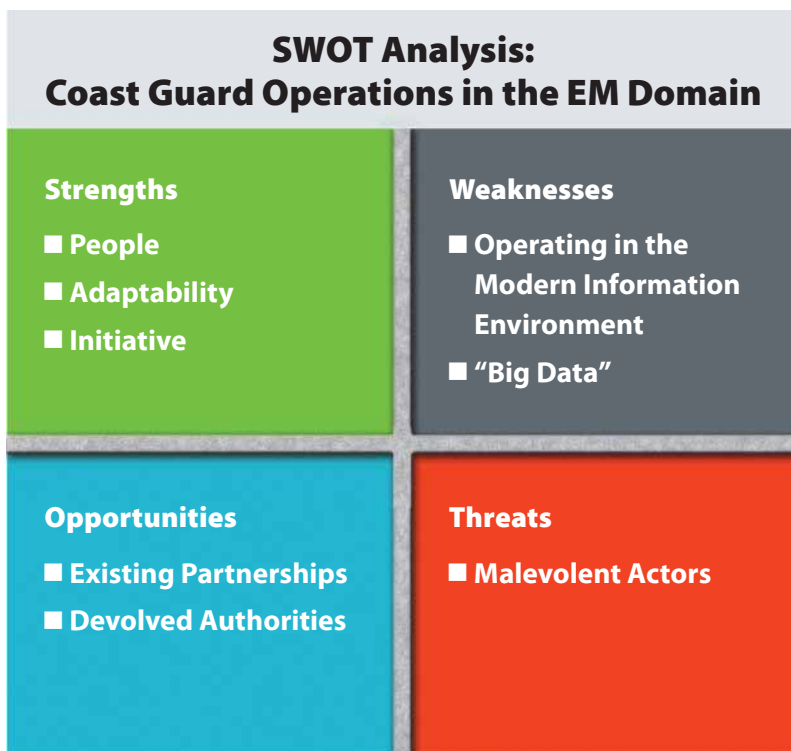 SWOT Analysis:
Coast Guard Operations in the EM Domain
Strengths
■ People
■ Adaptability
■ Initiative
Weaknesses
■ Operating in the
Modern Information
Environment
■ “Big Data”
Opportunities
■ Existing Partnerships
■ Devolved Authorities
Threats
■ Malevolent Actors